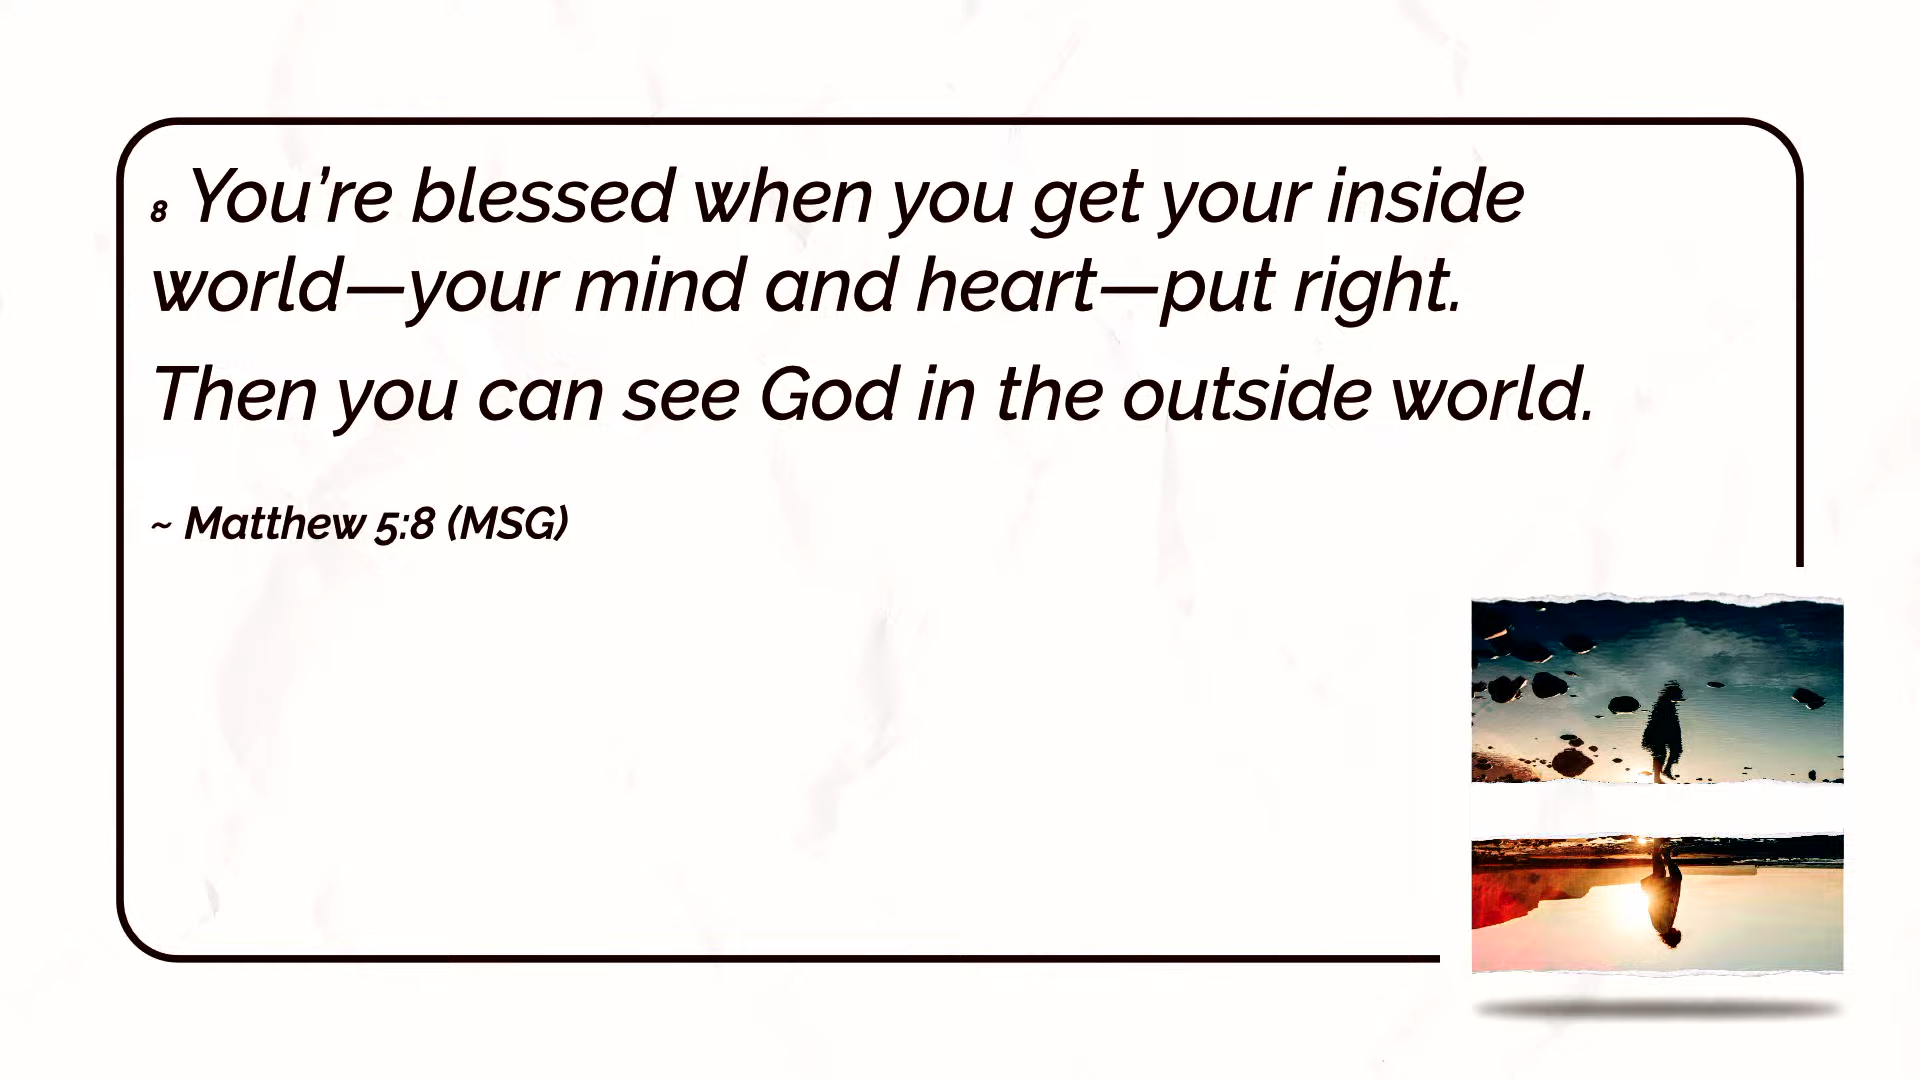 8 You’re blessed when you get your inside
world—your mind and heart—put right.
Then you can see God in the outside world.
~ Matthew 5:8 (MSG)